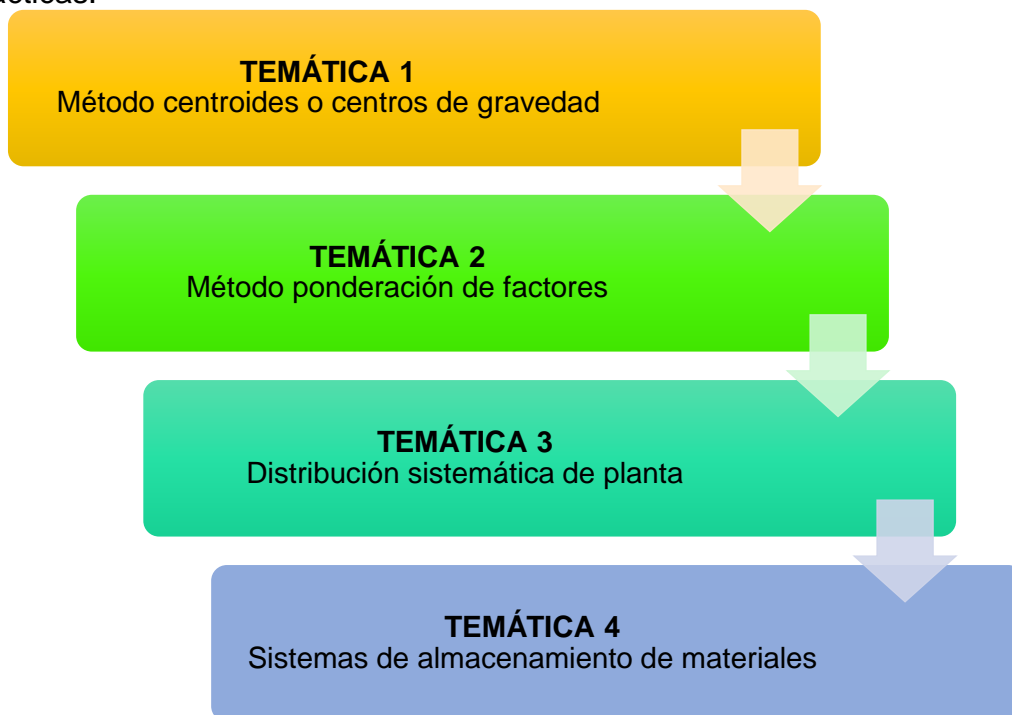 TEMÁTICA 1
Método centroides o centros de gravedad
TEMÁTICA 2
Método ponderación de factores
TEMÁTICA 3
Distribución sistemática de planta
TEMÁTICA 4
Sistemas de almacenamiento de materiales